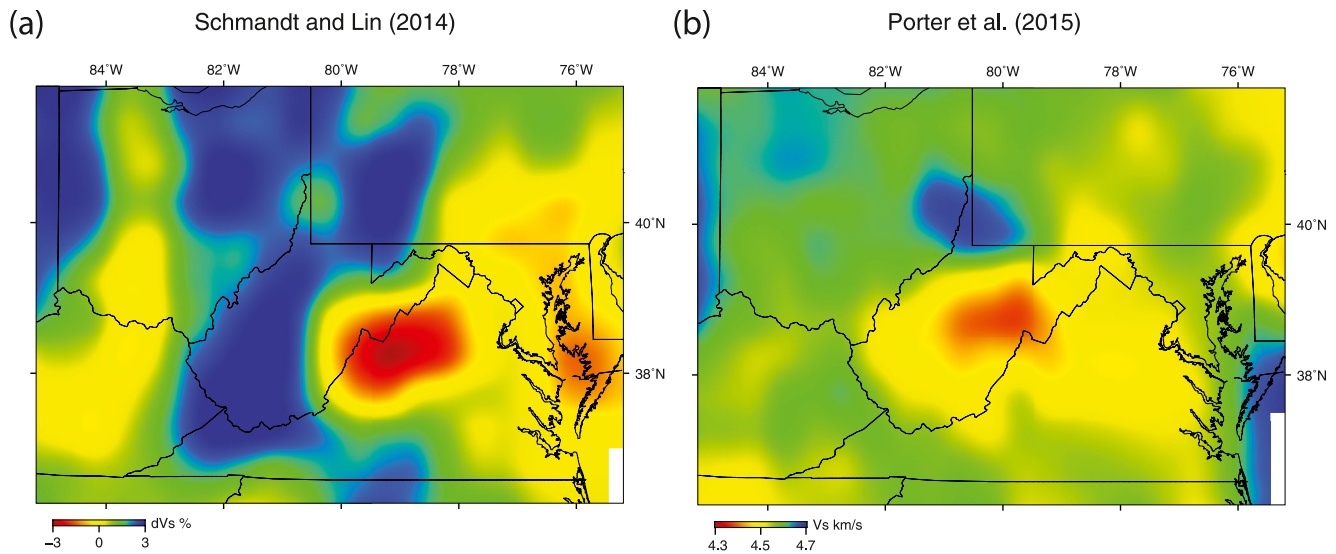 (a) Schmandt and Lin (2014)
84°W 82°W 80°W 78°W 76°W
40°N
38°N
dVs %
−3 0 3
(b) Porter et al. (2015)
84°W 82°W 80°W 78°W 76°W
40°N
38°N
Vs km/s
4.3 4.5 4.7